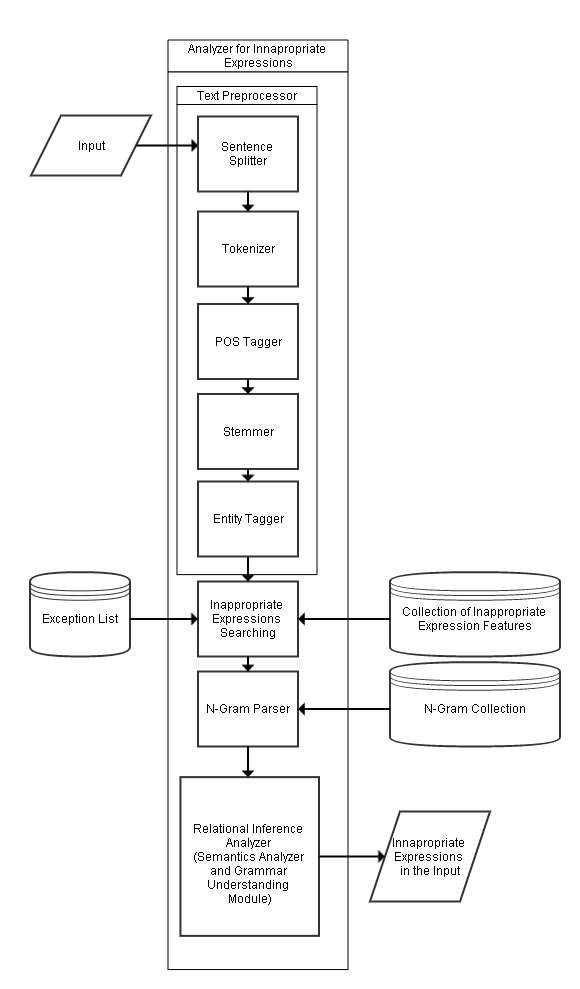 Analyzer for Innapropriate
Expressions
Text Preprocessor
Input
Sentence
Splitter
Tokenizer
POS Tagger
Stemmer
Entity Tagger
Exception List
Inappropriate
Expressions
Searching
Collection of Inappropriate
Expression Features
N-Gram Parser
N-Gram Collection
Relational Inference
Analyzer
(Semantics Analyzer
and Grammar
Understanding
Module)
Innapropriate
Expressions
in the Input